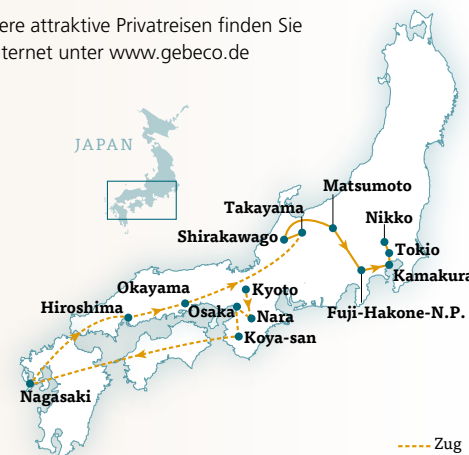 ere attraktive Privatreisen finden Sie
nternet unter www.gebeco.de
JAPAN
Matsumoto
Takayama
Nikko
Shirakawago
Tokio
Kamakura
Okayama
Kyoto
Hiroshima
Osaka
Nara
Fuji-Hakone-N.P.
Koya-san
Nagasaki
Zug